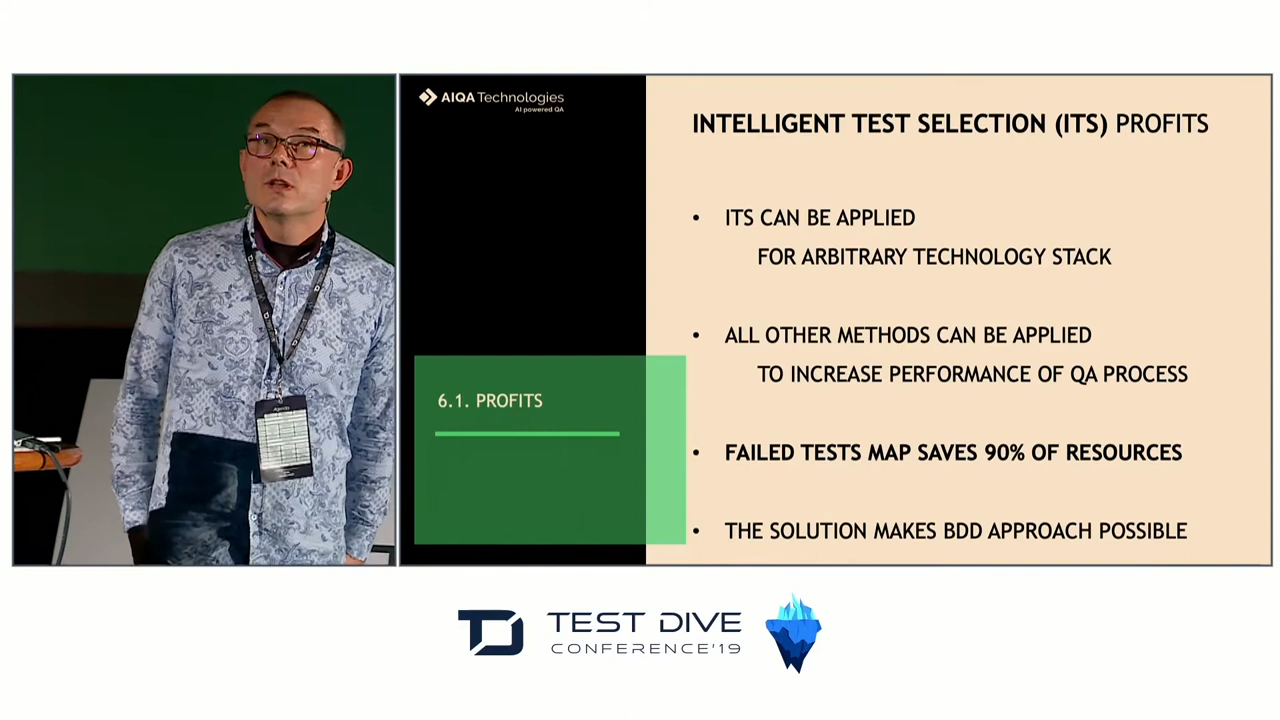 AIQA Technologies
AI powered QA
INTELLIGENT TEST SELECTION (ITS) PROFITS
• ITS CAN BE APPLIED
FOR ARBITRARY TECHNOLOGY STACK
• ALL OTHER METHODS CAN BE APPLIED
TO INCREASE PERFORMANCE OF QA PROCESS
6.1. PROFITS
• FAILED TESTS MAP SAVES 90% OF RESOURCES
• THE SOLUTION MAKES BDD APPROACH POSSIBLE
Agenda
TD TEST DIVE
CONFERENCE'19